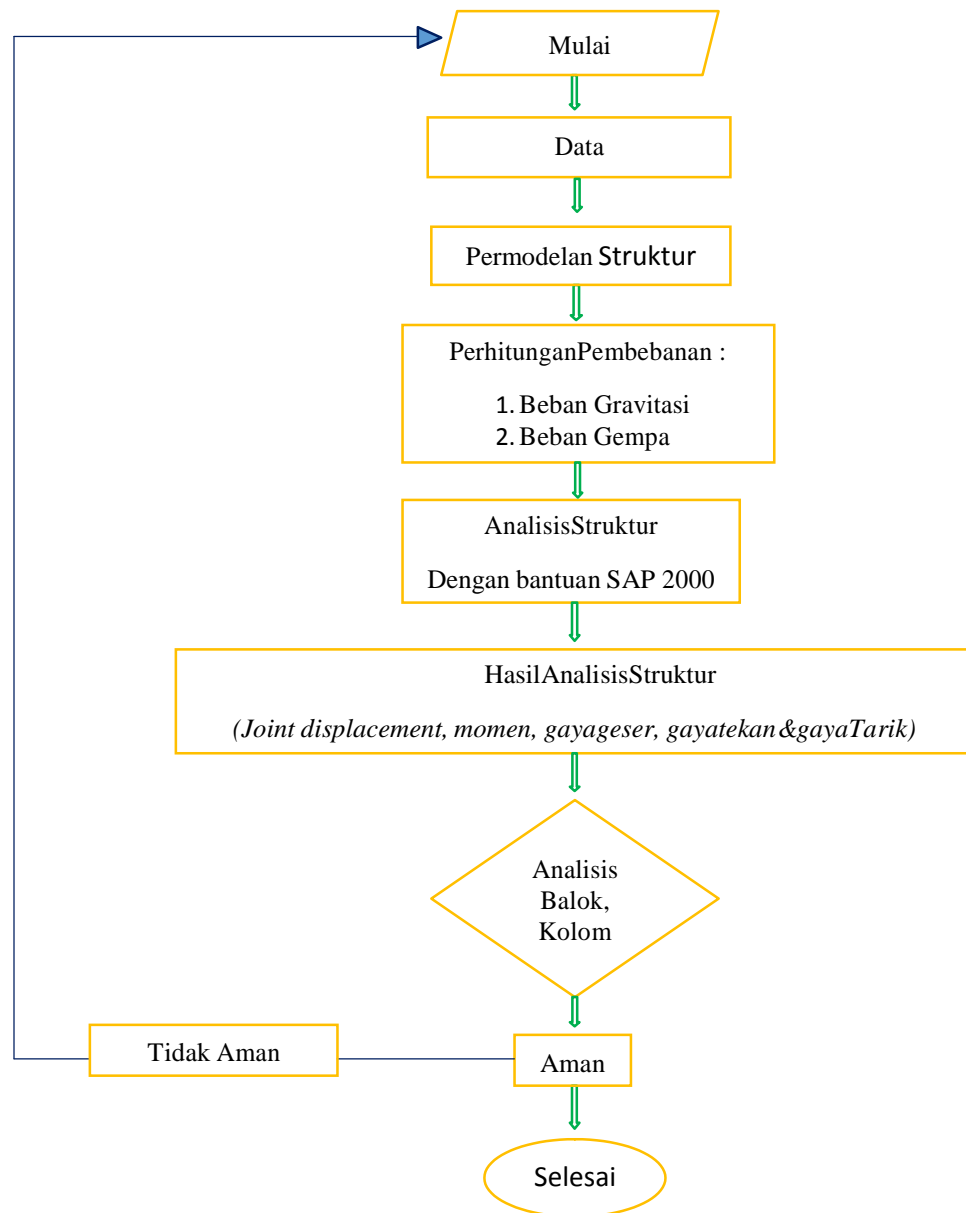 Mulai
Data
Permodelan Struktur
PerhitunganPembebanan :
1. Beban Gravitasi
2. Beban Gempa
AnalisisStruktur
Dengan bantuan SAP 2000
HasilAnalisisStruktur
(Joint displacement, momen, gayageser, gayatekan&gayaTarik)
Analisis
Balok,
Kolom
Tidak Aman
Aman
Selesai